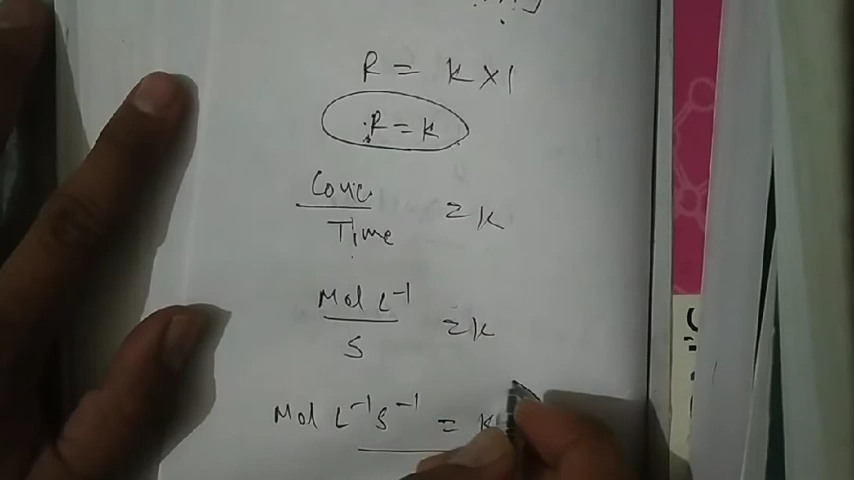 R = K × 1
R = K
Conc
Time = K
Mol L⁻¹
S = K
Mol L⁻¹ S⁻¹ = K